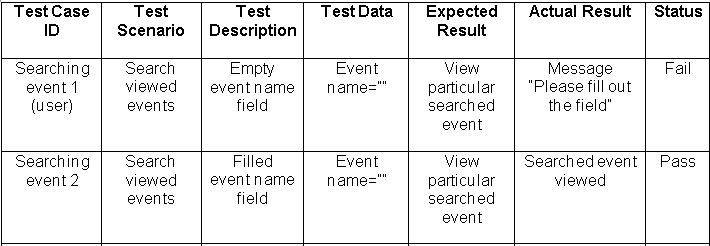 Test Case ID | Test Scenario | Test Description | Test Data | Expected Result | Actual Result | Status
Searching event 1 (user) | Search viewed events | Empty event name field | Event name="" | View particular searched event | Message "Please fill out the field" | Fail
Searching event 2 | Search viewed events | Filled event name field | Event name="" | View particular searched event | Searched event viewed | Pass